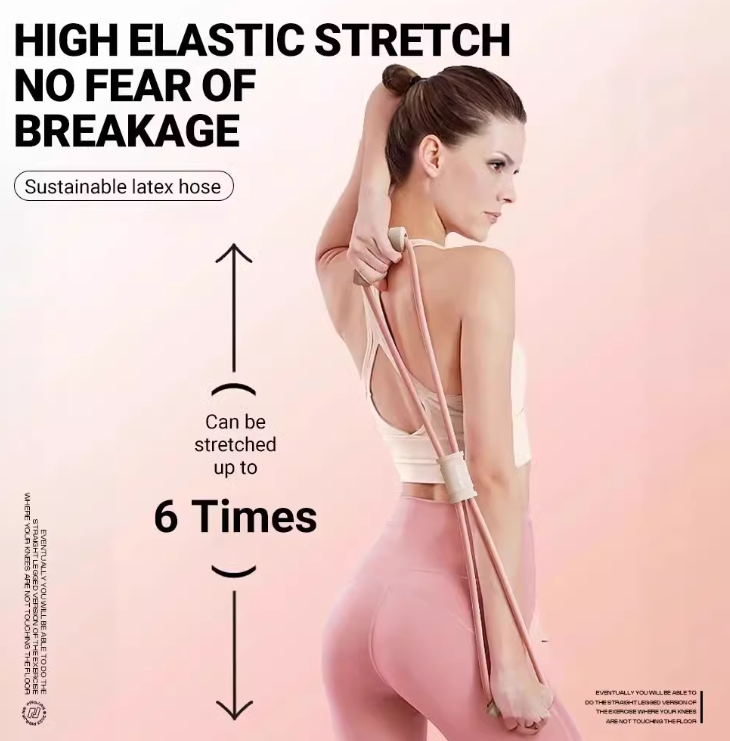 HIGH ELASTIC STRETCH
NO FEAR OF
BREAKAGE
Sustainable latex hose
Can be
stretched
up to
6 Times
EVENTUALLY YOU WILL BE ABLE TO DO THE
STRAIGHT LEGGED VERSION OF THE EXERCISE
WHERE YOUR KNEES ARE NOT TOUCHING THE FLOOR
EVENTUALLY YOU WILL BE ABLE TO
DO THE STRAIGHT LEGGED VERSION OF
THE EXERCISE WHERE YOUR KNEES
ARE NOT TOUCHING THE FLOOR